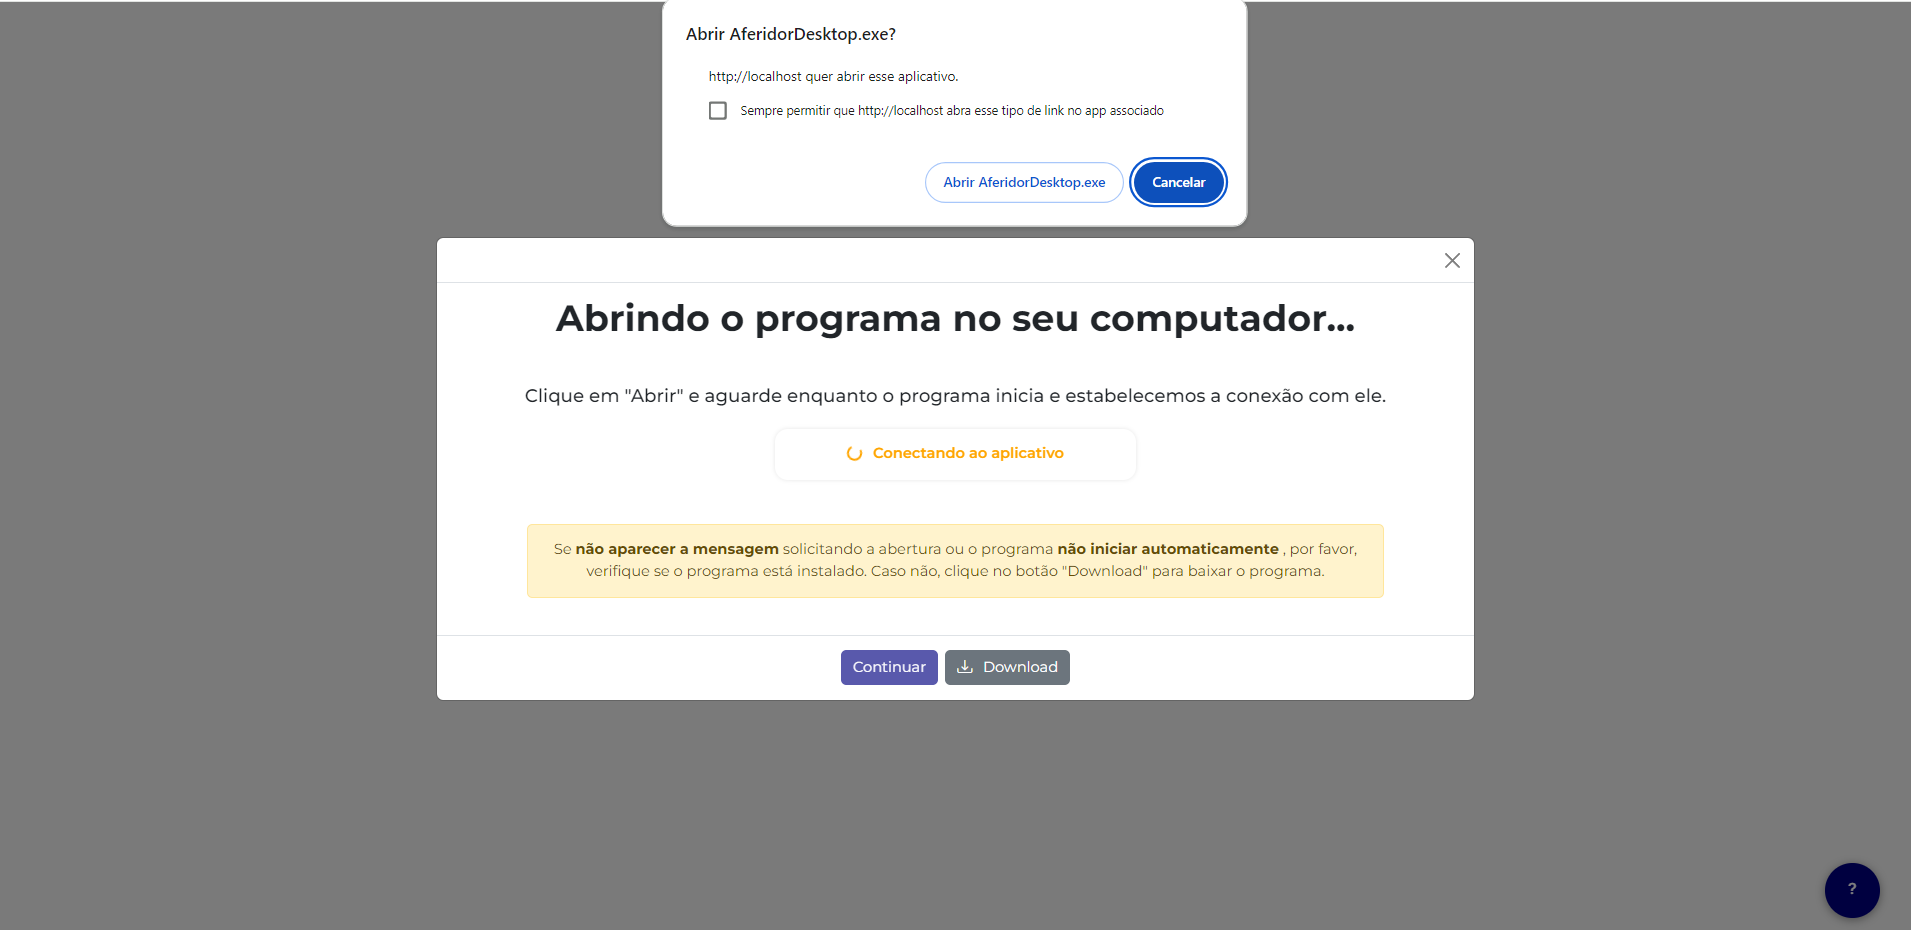 Abrir AferidorDesktop.exe?
http://localhost quer abrir esse aplicativo.
Sempre permitir que http://localhost abra esse tipo de link no app associado
Abrir AferidorDesktop.exe
Cancelar
Abrindo o programa no seu computador...
Clique em "Abrir" e aguarde enquanto o programa inicia e estabelecemos a conexão com ele.
Conectando ao aplicativo
Se não aparecer a mensagem solicitando a abertura ou o programa não iniciar automaticamente , por favor,
verifique se o programa está instalado. Caso não, clique no botão "Download" para baixar o programa.
Continuar
Download
?